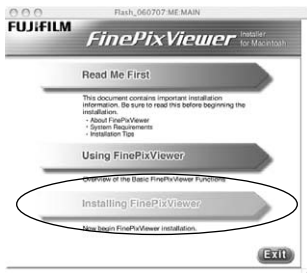 Flash_060707:ME.MAIN
FUJIFILM
FinePixViewer
Installer
for Macintosh
Read Me First
This document contains important installation
information. Be sure to read this before beginning the
installation.
- About FinePixViewer
- System Requirements
- Installation Tips
Using FinePixViewer
Overview of the Basic FinePixViewer Functions.
Installing FinePixViewer
Now begin FinePixViewer installation.
Exit